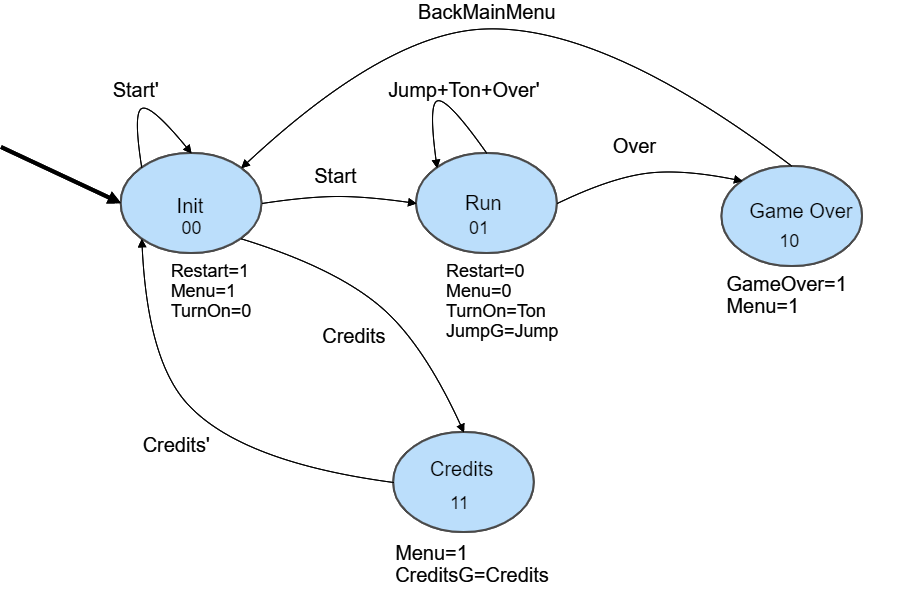 BackMainMenu
Start'
Jump+Ton+Over'
Over
Start
Init
00
Run
01
Game Over
10
Restart=1
Menu=1
TurnOn=0
Restart=0
Menu=0
TurnOn=Ton
JumpG=Jump
GameOver=1
Menu=1
Credits
Credits'
Credits
11
Menu=1
CreditsG=Credits